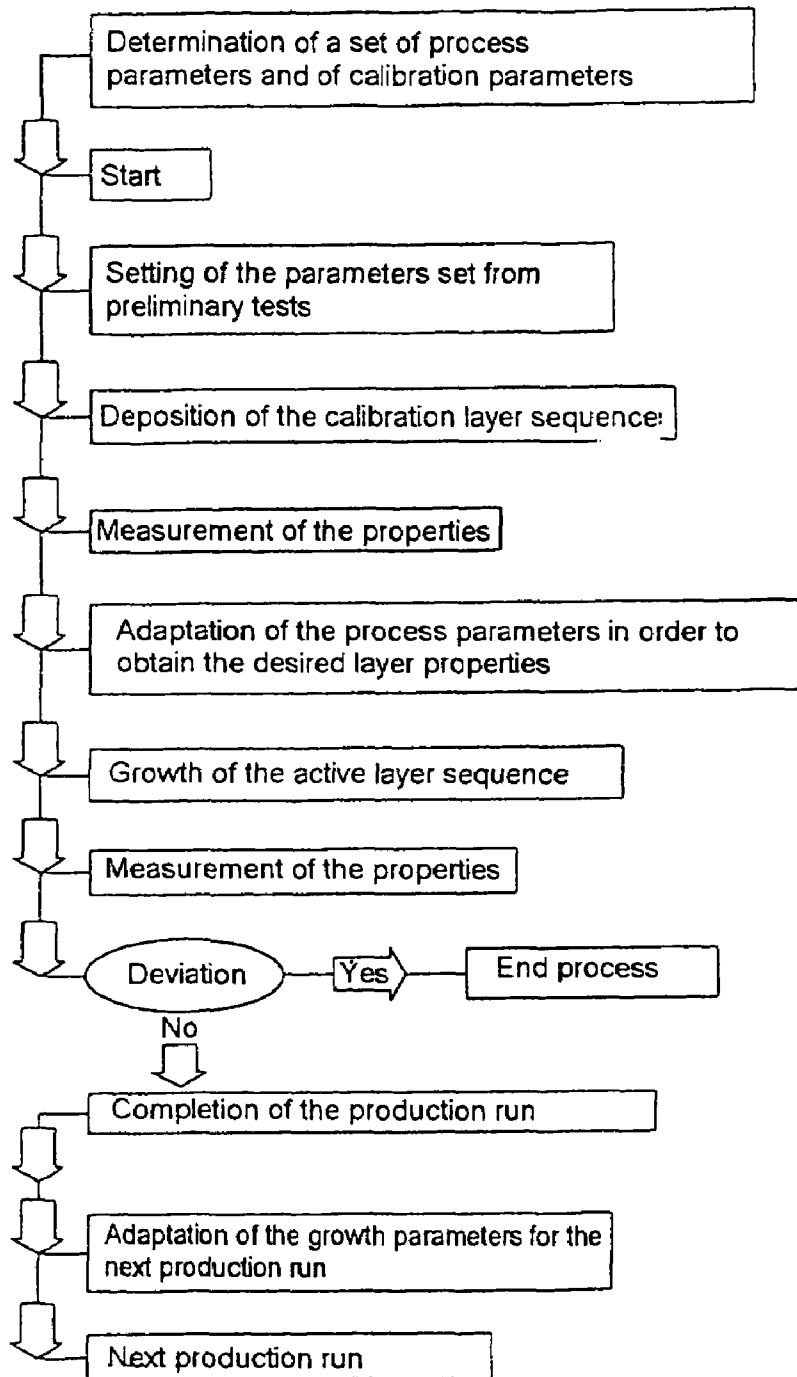 Determination of a set of process
parameters and of calibration parameters
Start
Setting of the parameters set from
preliminary tests
Deposition of the calibration layer sequence
Measurement of the properties
Adaptation of the process parameters in order to
obtain the desired layer properties
Growth of the active layer sequence
Measurement of the properties
Deviation
Yes
End process
No
Completion of the production run
Adaptation of the growth parameters for the
next production run
Next production run